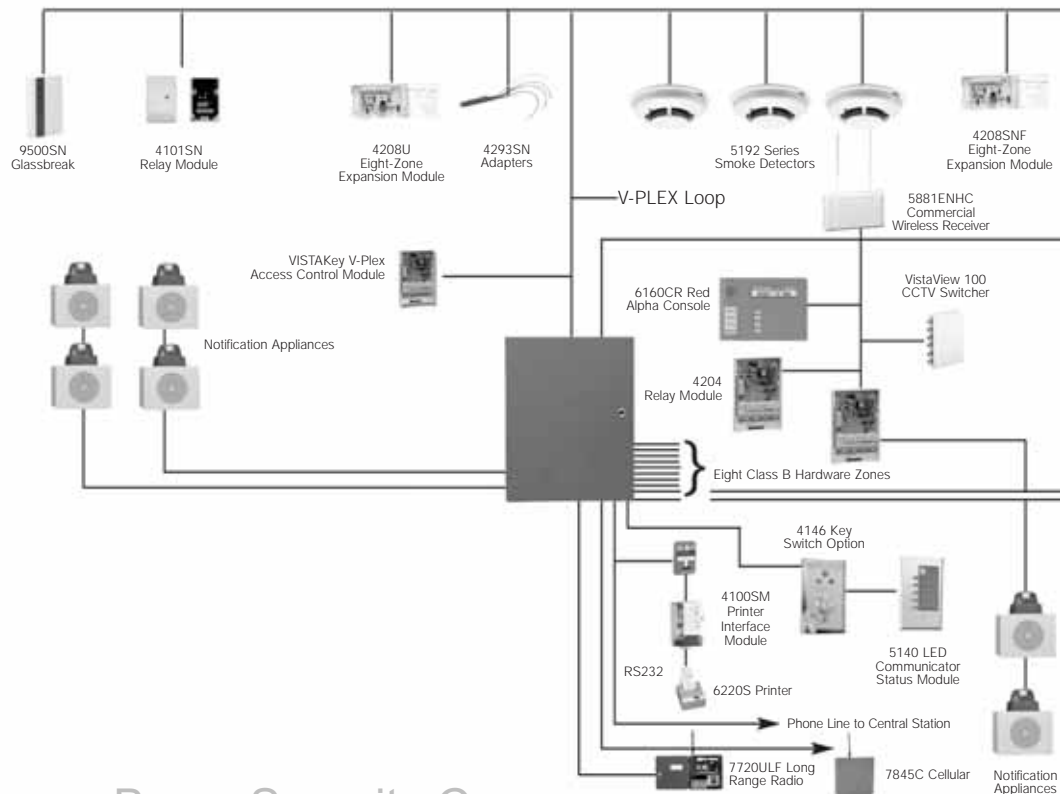 9500SN
Glassbreak
4101SN
Relay Module
4208U
Eight-Zone
Expansion Module
4293SN
Adapters
5192 Series
Smoke Detectors
4208SNF
Eight-Zone
Expansion Module
V-PLEX Loop
5881ENHC
Commercial
Wireless Receiver
VISTAKey V-Plex
Access Control Module
6160CR Red
Alpha Console
VistaView 100
CCTV Switcher
Notification Appliances
4204
Relay Module
Eight Class B Hardware Zones
4146 Key
Switch Option
4100SM
Printer
Interface
Module
5140 LED
Communicator
Status Module
RS232
6220S Printer
Phone Line to Central Station
7720ULF Long
Range Radio
7845C Cellular
Notification
Appliances